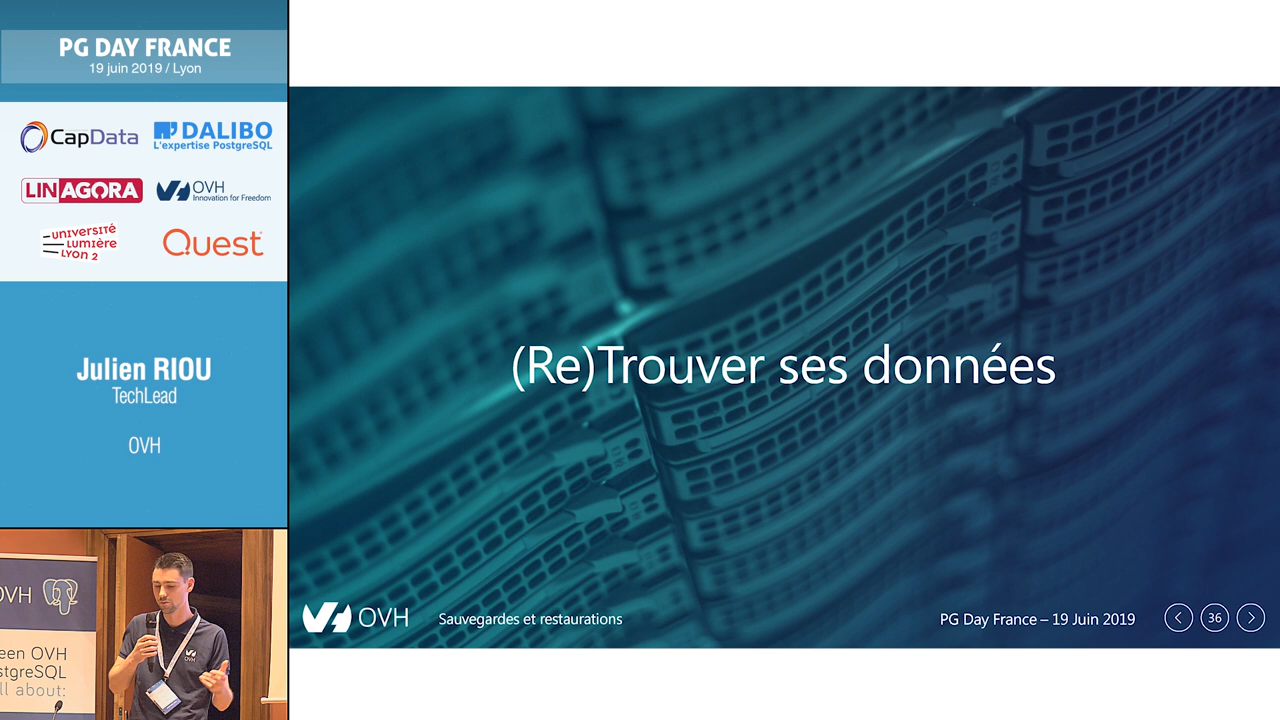 PG DAY FRANCE
19 juin 2019 / Lyon
CapData
DALIBO
L'expertise PostgreSQL
LINAGORA
OVH
Innovation for Freedom
UNIVERSITÉ
LUMIÈRE
LYON 2
Quest
Julien RIOU
TechLead
OVH
(Re)Trouver ses données
OVH
Sauvegardes et restaurations
PG Day France – 19 Juin 2019
36
OVH
een OVH
stgreSQL
ll about:
OVH